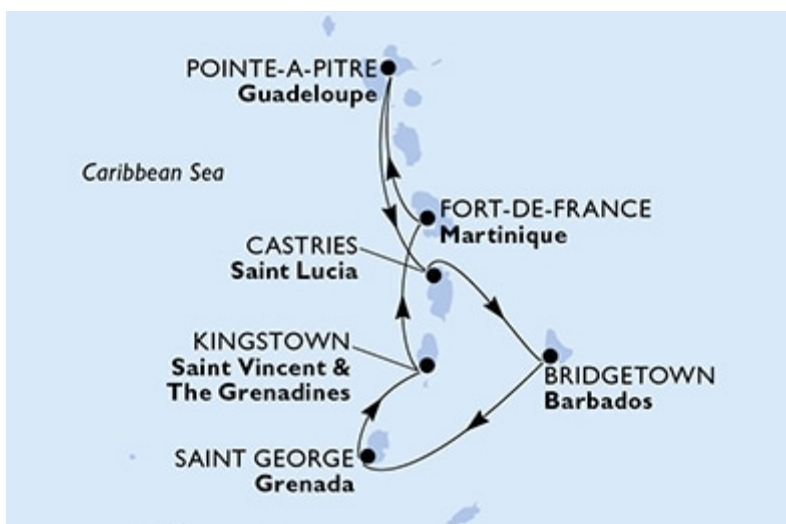 POINTE-A-PITRE
Guadeloupe
Caribbean Sea
FORT-DE-FRANCE
Martinique
CASTRIES
Saint Lucia
KINGSTOWN
Saint Vincent &
The Grenadines
BRIDGETOWN
Barbados
SAINT GEORGE
Grenada